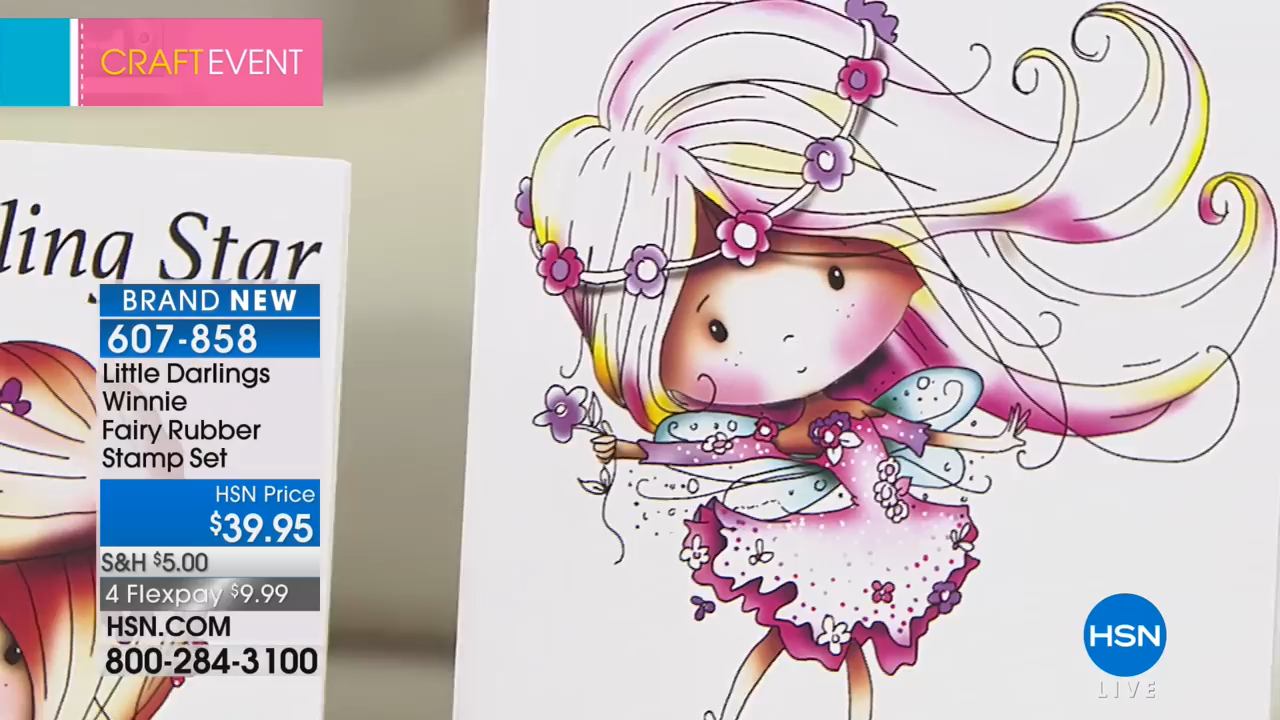 CRAFT EVENT
ling Star
BRAND NEW
607-858
Little Darlings
Winnie
Fairy Rubber
Stamp Set
HSN Price
$39.95
S&H $5.00
4 Flexpay $9.99
HSN.COM
800-284-3100
HSN
LIVE